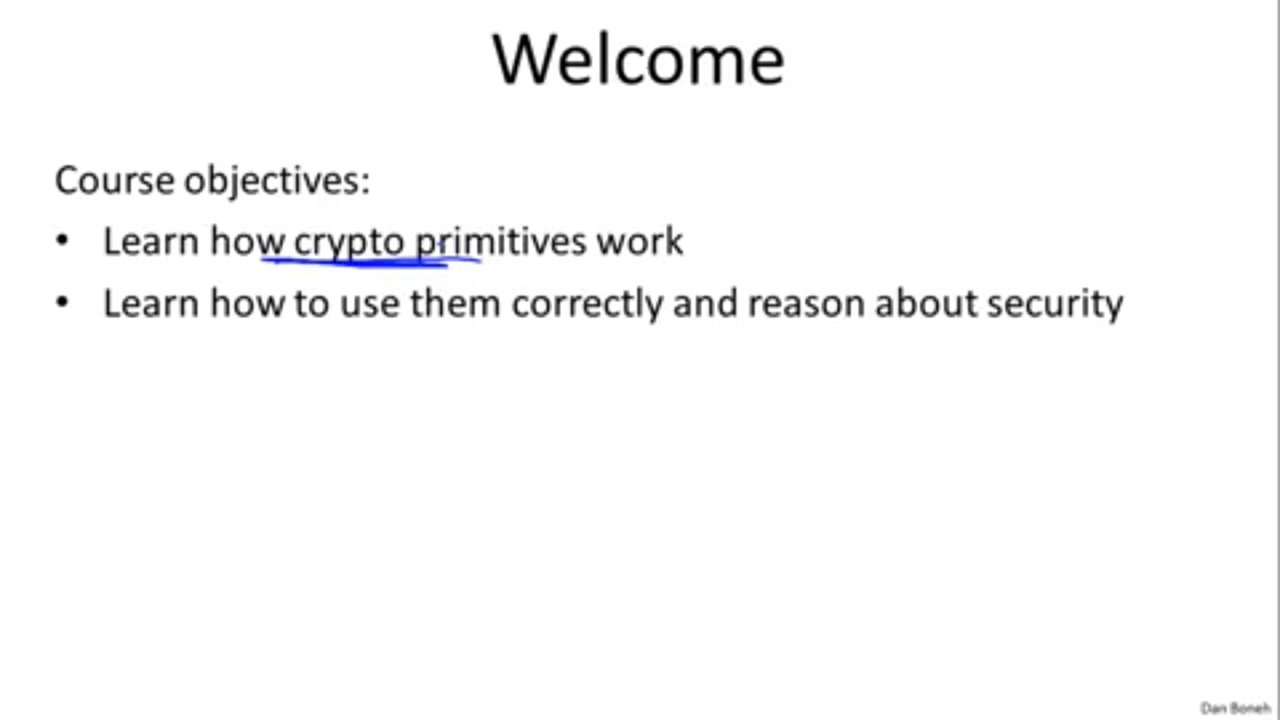 Welcome
Course objectives:
• Learn how crypto primitives work
• Learn how to use them correctly and reason about security
Dan Boneh